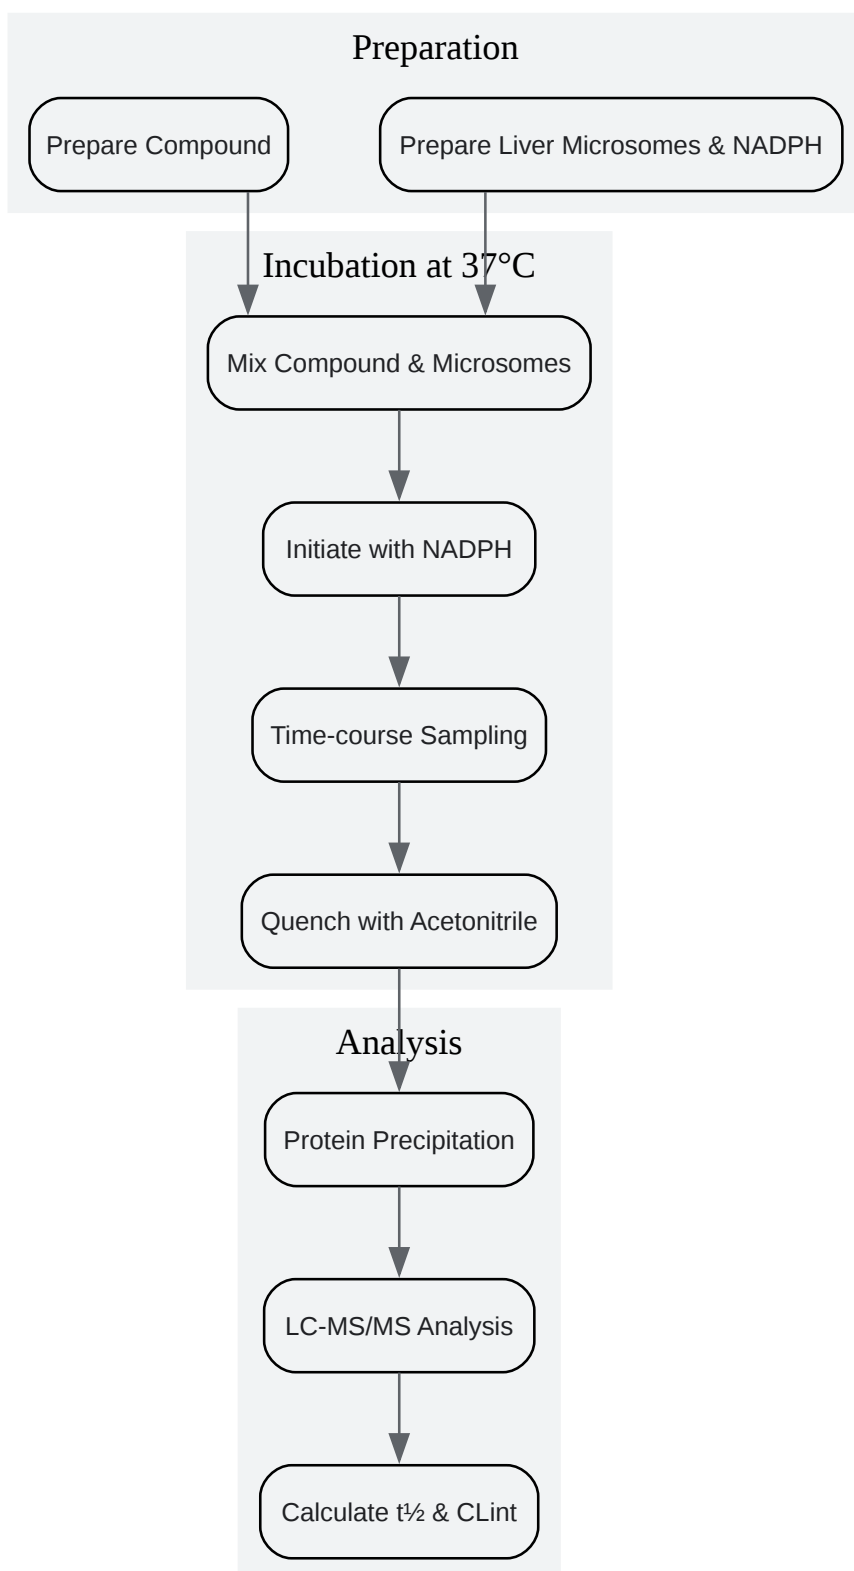 Preparation
Prepare Compound
Prepare Liver Microsomes & NADPH
Incubation at 37°C
Mix Compound & Microsomes
Initiate with NADPH
Time-course Sampling
Quench with Acetonitrile
Analysis
Protein Precipitation
LC-MS/MS Analysis
Calculate t½ & CLint